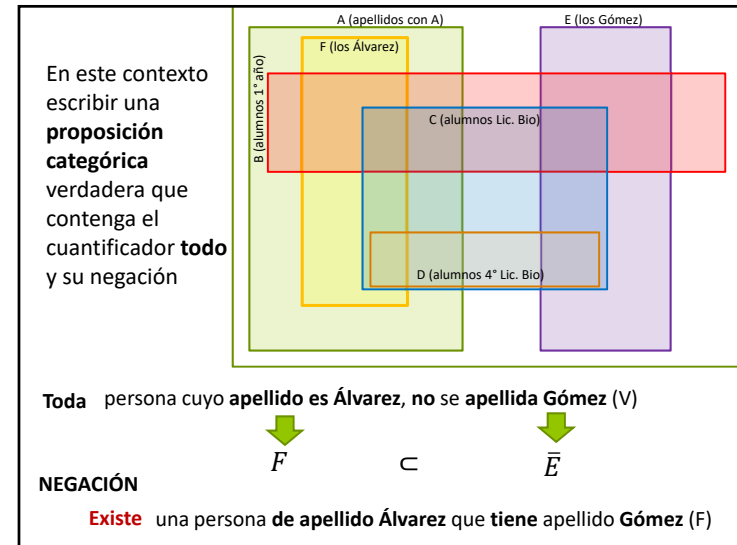 A (apellidos con A)
E (los Gómez)
F (los Álvarez)
En este contexto
escribir una
proposición
categórica
verdadera que
contenga el
cuantificador todo
y su negación
B (alumnos 1° año)
C (alumnos Lic. Bio)
D (alumnos 4° Lic. Bio)
Toda persona cuyo apellido es Álvarez, no se apellida Gómez (V)
F ⊂ Ē
NEGACIÓN
Existe una persona de apellido Álvarez que tiene apellido Gómez (F)